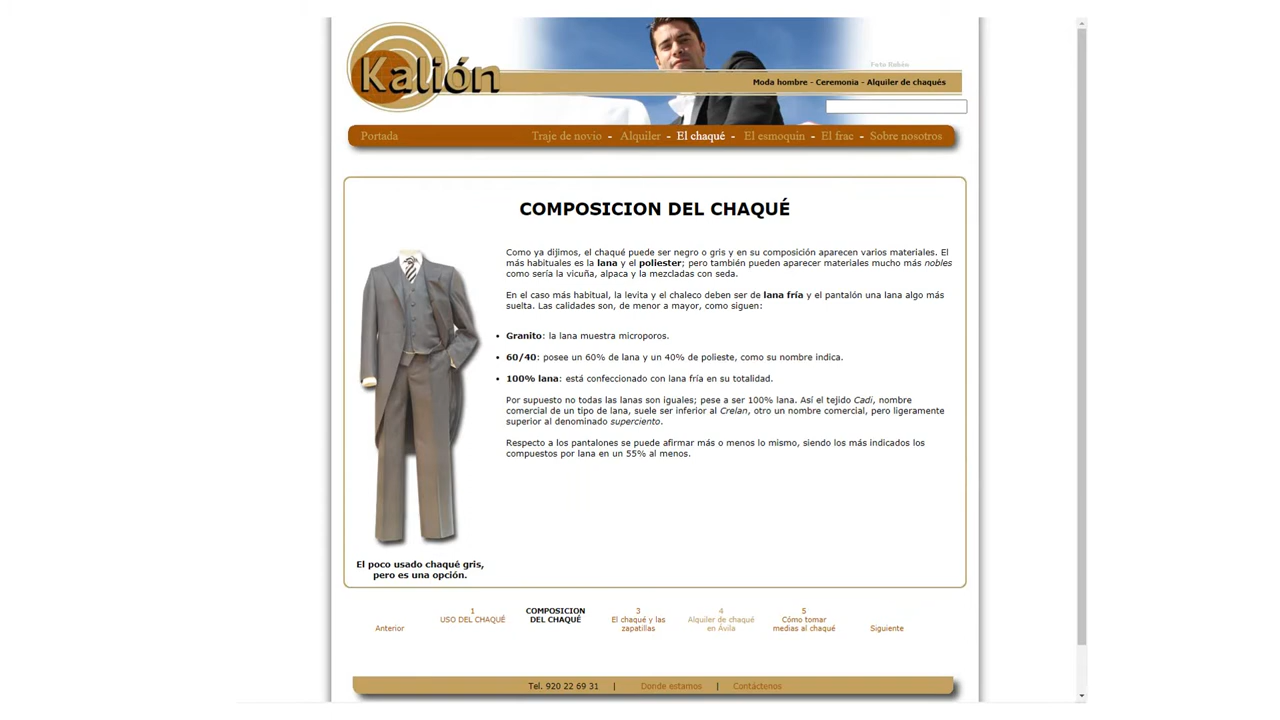 Kalión
Foto Rubén
Moda hombre - Ceremonia - Alquiler de chaqués
Portada
Traje de novio - Alquiler - El chaqué - El esmoquin - El frac - Sobre nosotros
COMPOSICION DEL CHAQUÉ
Como ya dijimos, el chaqué puede ser negro o gris y en su composición aparecen varios materiales. El
más habituales es la lana y el poliester; pero también pueden aparecer materiales mucho más nobles
como sería la vicuña, alpaca y la mezcladas con seda.
En el caso más habitual, la levita y el chaleco deben ser de lana fría y el pantalón una lana algo más
suelta. Las calidades son, de menor a mayor, como siguen:
• Granito: la lana muestra microporos.
• 60/40: posee un 60% de lana y un 40% de polieste, como su nombre indica.
• 100% lana: está confeccionado con lana fría en su totalidad.
Por supuesto no todas las lanas son iguales; pese a ser 100% lana. Así el tejido Cadi, nombre
comercial de un tipo de lana, suele ser inferior al Crelan, otro un nombre comercial, pero ligeramente
superior al denominado superciento.
Respecto a los pantalones se puede afirmar más o menos lo mismo, siendo los más indicados los
compuestos por lana en un 55% al menos.
El poco usado chaqué gris,
pero es una opción.
Anterior
1
USO DEL CHAQUÉ
COMPOSICION
DEL CHAQUÉ
3
El chaqué y las
zapatillas
4
Alquiler de chaqué
en Ávila
5
Cómo tomar
medias al chaqué
Siguiente
Tel. 920 22 69 31 | Donde estamos | Contáctenos